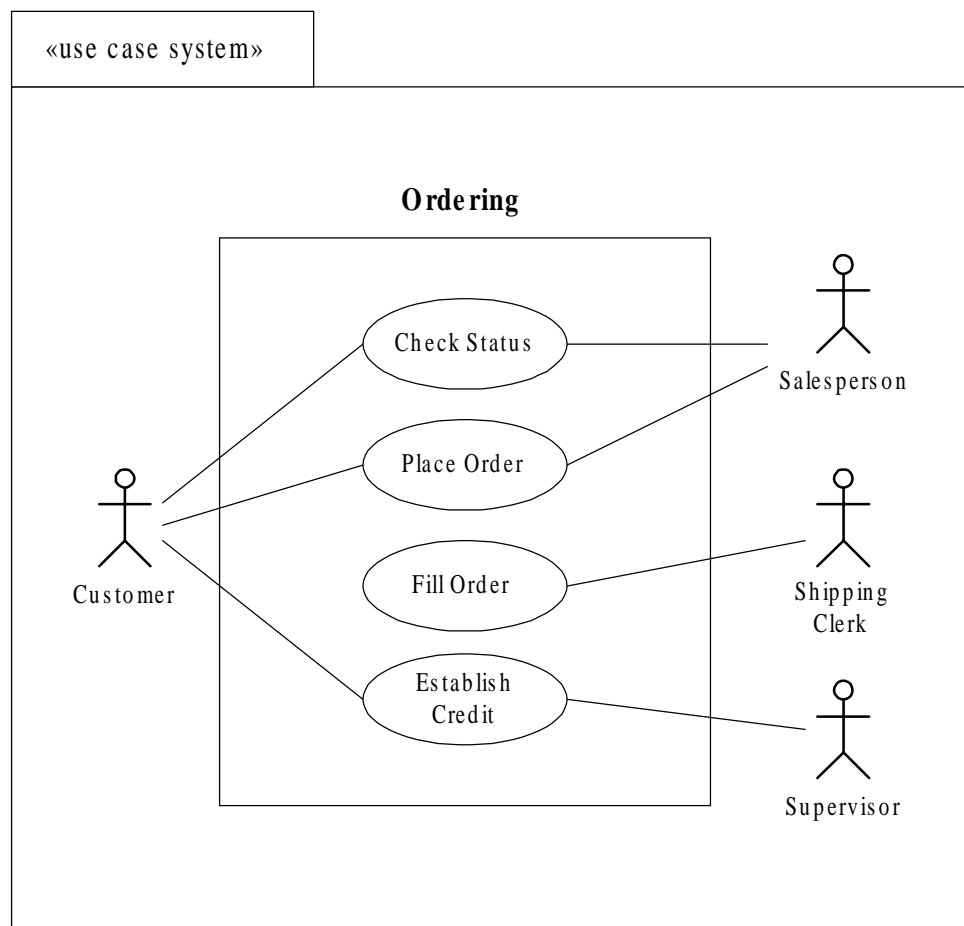 «use case system»
Ordering
Check Status
Salesperson
Place Order
Customer
Fill Order
Shipping
Clerk
Establish
Credit
Supervisor